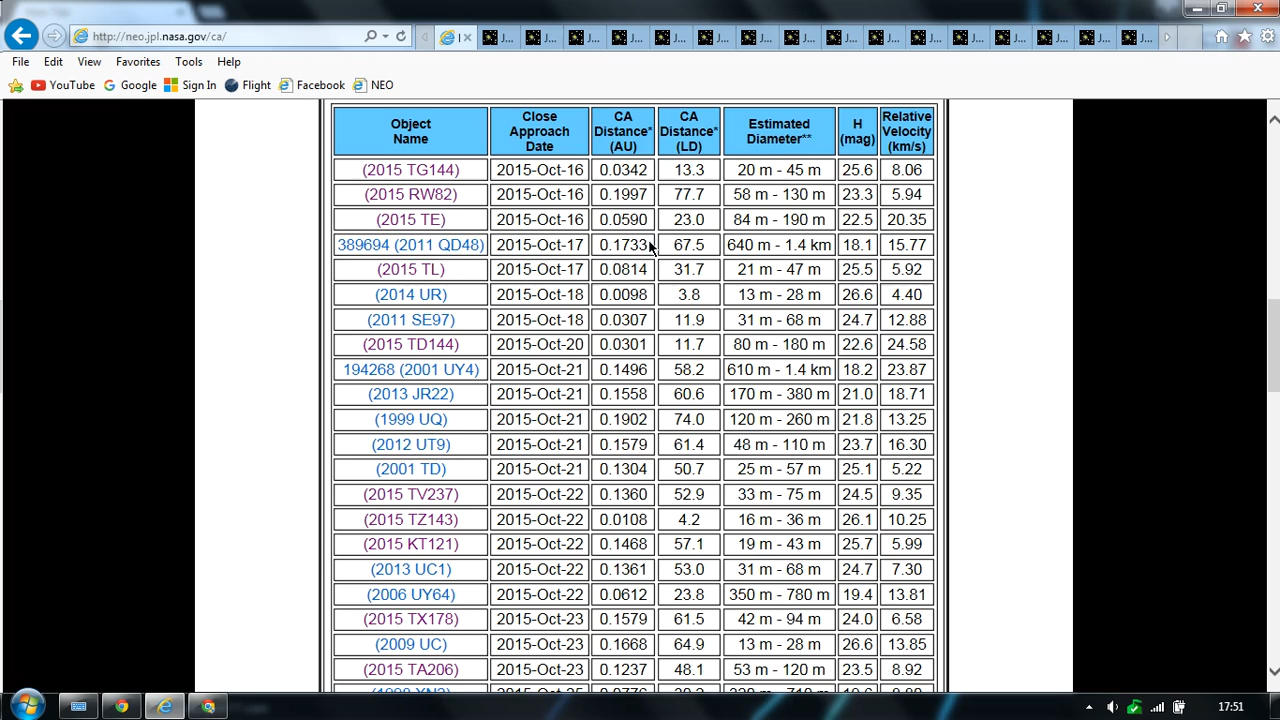 http://neo.jpl.nasa.gov/ca/
J... J... J... J... J... J... J... J... J... J... J... J... J... J... J... J...
File Edit View Favorites Tools Help
YouTube Google Sign In Flight Facebook NEO
Object Name Close Approach Date CA Distance* (AU) CA Distance* (LD) Estimated Diameter** H (mag) Relative Velocity (km/s)
(2015 TG144) 2015-Oct-16 0.0342 13.3 20 m - 45 m 25.6 8.06
(2015 RW82) 2015-Oct-16 0.1997 77.7 58 m - 130 m 23.3 5.94
(2015 TE) 2015-Oct-16 0.0590 23.0 84 m - 190 m 22.5 20.35
389694 (2011 QD48) 2015-Oct-17 0.1733 67.5 640 m - 1.4 km 18.1 15.77
(2015 TL) 2015-Oct-17 0.0814 31.7 21 m - 47 m 25.5 5.92
(2014 UR) 2015-Oct-18 0.0098 3.8 13 m - 28 m 26.6 4.40
(2011 SE97) 2015-Oct-18 0.0307 11.9 31 m - 68 m 24.7 12.88
(2015 TD144) 2015-Oct-20 0.0301 11.7 80 m - 180 m 22.6 24.58
194268 (2001 UY4) 2015-Oct-21 0.1496 58.2 610 m - 1.4 km 18.2 23.87
(2013 JR22) 2015-Oct-21 0.1558 60.6 170 m - 380 m 21.0 18.71
(1999 UQ) 2015-Oct-21 0.1902 74.0 120 m - 260 m 21.8 13.25
(2012 UT9) 2015-Oct-21 0.1579 61.4 48 m - 110 m 23.7 16.30
(2001 TD) 2015-Oct-21 0.1304 50.7 25 m - 57 m 25.1 5.22
(2015 TV237) 2015-Oct-22 0.1360 52.9 33 m - 75 m 24.5 9.35
(2015 TZ143) 2015-Oct-22 0.0108 4.2 16 m - 36 m 26.1 10.25
(2015 KT121) 2015-Oct-22 0.1468 57.1 19 m - 43 m 25.7 5.99
(2013 UC1) 2015-Oct-22 0.1361 53.0 31 m - 68 m 24.7 7.30
(2006 UY64) 2015-Oct-22 0.0612 23.8 350 m - 780 m 19.4 13.81
(2015 TX178) 2015-Oct-23 0.1579 61.5 42 m - 94 m 24.0 6.58
(2009 UC) 2015-Oct-23 0.1668 64.9 13 m - 28 m 26.6 13.85
(2015 TA206) 2015-Oct-23 0.1237 48.1 53 m - 120 m 23.5 8.92
17:51